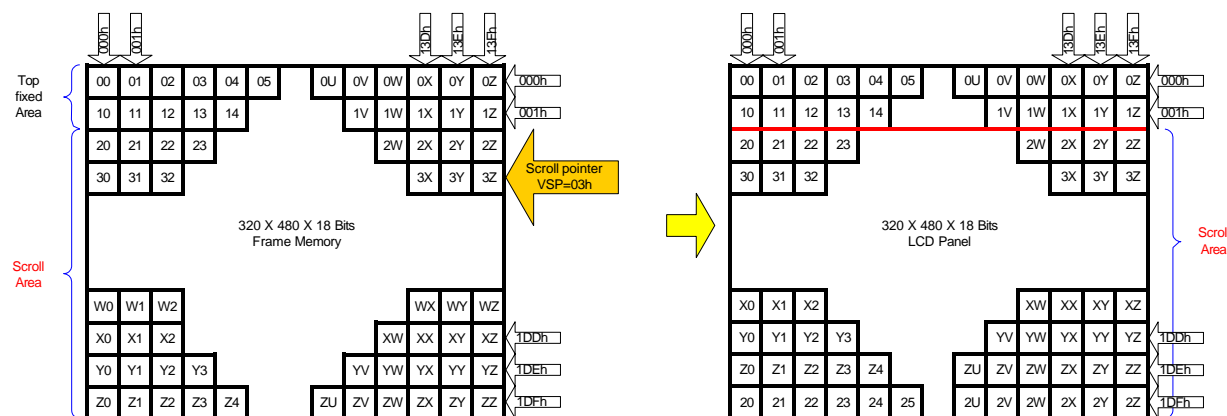 000h 001h 13Dh 13Eh 13Fh 000h 001h 13Dh 13Eh 13Fh
Top
fixed
Area
00 01 02 03 04 05 0U 0V 0W 0X 0Y 0Z 000h 00 01 02 03 04 05 0U 0V 0W 0X 0Y 0Z 000h
10 11 12 13 14 1V 1W 1X 1Y 1Z 001h 10 11 12 13 14 1V 1W 1X 1Y 1Z 001h
20 21 22 23 2W 2X 2Y 2Z 20 21 22 23 2W 2X 2Y 2Z
30 31 32 3X 3Y 3Z 30 31 32 3X 3Y 3Z
Scroll pointer
VSP=03h
320 X 480 X 18 Bits
Frame Memory
320 X 480 X 18 Bits
LCD Panel
Scroll
Area
Scrol
Area
W0 W1 W2 WX WY WZ X0 X1 X2 XW XX XY XZ
X0 X1 X2 XW XX XY XZ 1DDh Y0 Y1 Y2 Y3 YV YW YX YY YZ 1DDh
Y0 Y1 Y2 Y3 YV YW YX YY YZ 1DEh Z0 Z1 Z2 Z3 Z4 ZU ZV ZW ZX ZY ZZ 1DEh
Z0 Z1 Z2 Z3 Z4 ZU ZV ZW ZX ZY ZZ 1DFh 20 21 22 23 24 25 2U 2V 2W 2X 2Y 2Z 1DFh